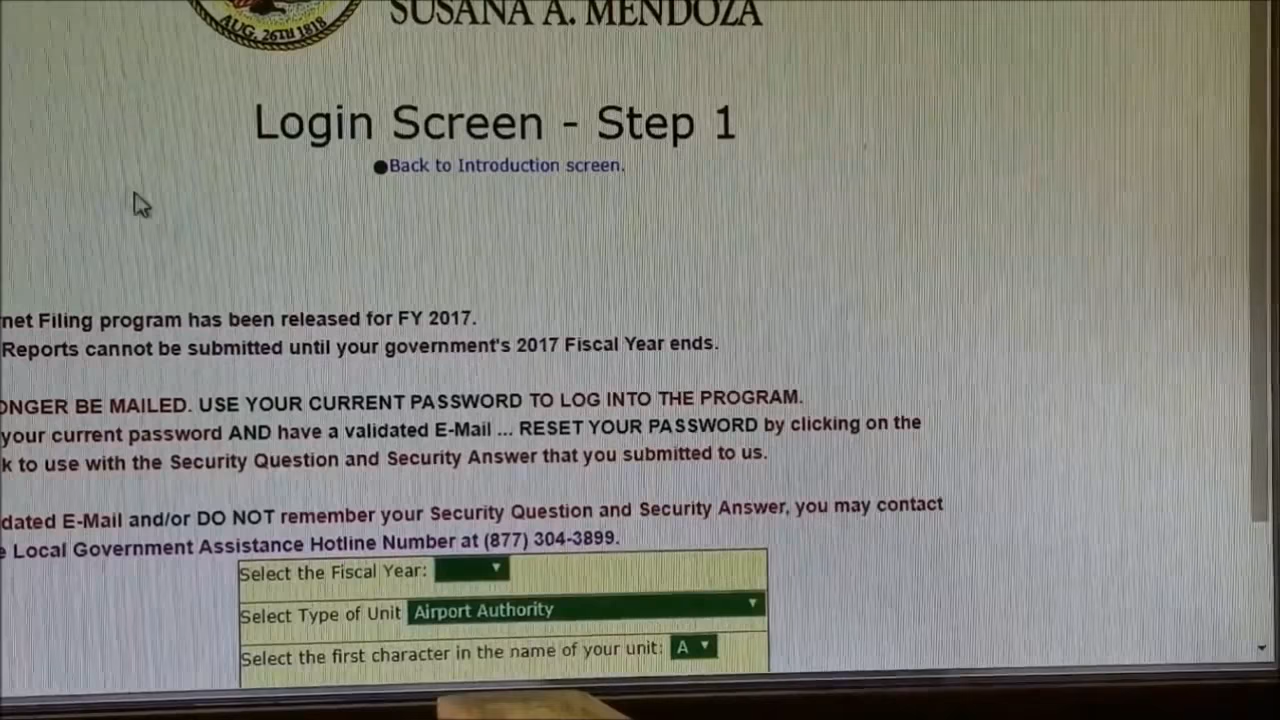 SUSANA A. MENDOZA
AUG. 26TH 1818
Login Screen - Step 1
Back to Introduction screen.
net Filing program has been released for FY 2017.
Reports cannot be submitted until your government's 2017 Fiscal Year ends.
ONGER BE MAILED. USE YOUR CURRENT PASSWORD TO LOG INTO THE PROGRAM.
your current password AND have a validated E-Mail ... RESET YOUR PASSWORD by clicking on the
k to use with the Security Question and Security Answer that you submitted to us.
dated E-Mail and/or DO NOT remember your Security Question and Security Answer, you may contact
e Local Government Assistance Hotline Number at (877) 304-3899.
Select the Fiscal Year:
Select Type of Unit Airport Authority
Select the first character in the name of your unit: A